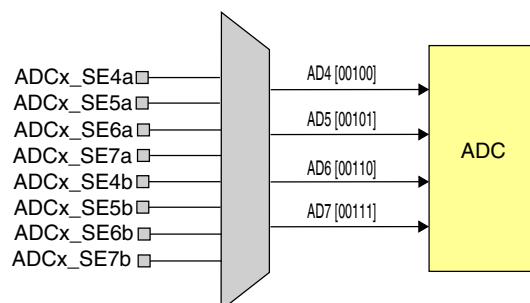 ADCx_SE4a
ADCx_SE5a
ADCx_SE6a
ADCx_SE7a
ADCx_SE4b
ADCx_SE5b
ADCx_SE6b
ADCx_SE7b
AD4 [00100]
AD5 [00101]
AD6 [00110]
AD7 [00111]
ADC